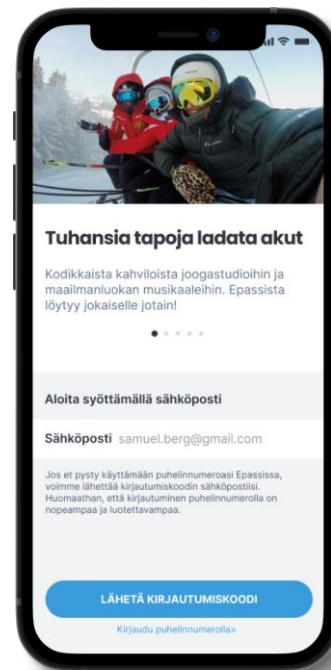 Tuhansia tapoja ladata akut
Kodikkaista kahviloista joogastudioihin ja
maailmanluokan musikaaleihin. Epassista
löytyy jokaiselle jotain!
Aloita syöttämällä sähköposti
Sähköposti samuel.berg@gmail.com
Jos et pysty käyttämään puhelinnumeroasi Epassissa,
voimme lähettää kirjautumiskoodin sähköpostiisi.
Huomaathan, että kirjautuminen puhelinnumerolla on
nopeampaa ja luotettavampaa.
LÄHETÄ KIRJAUTUMISKOODI
Kirjaudu puhelinnumerolla>